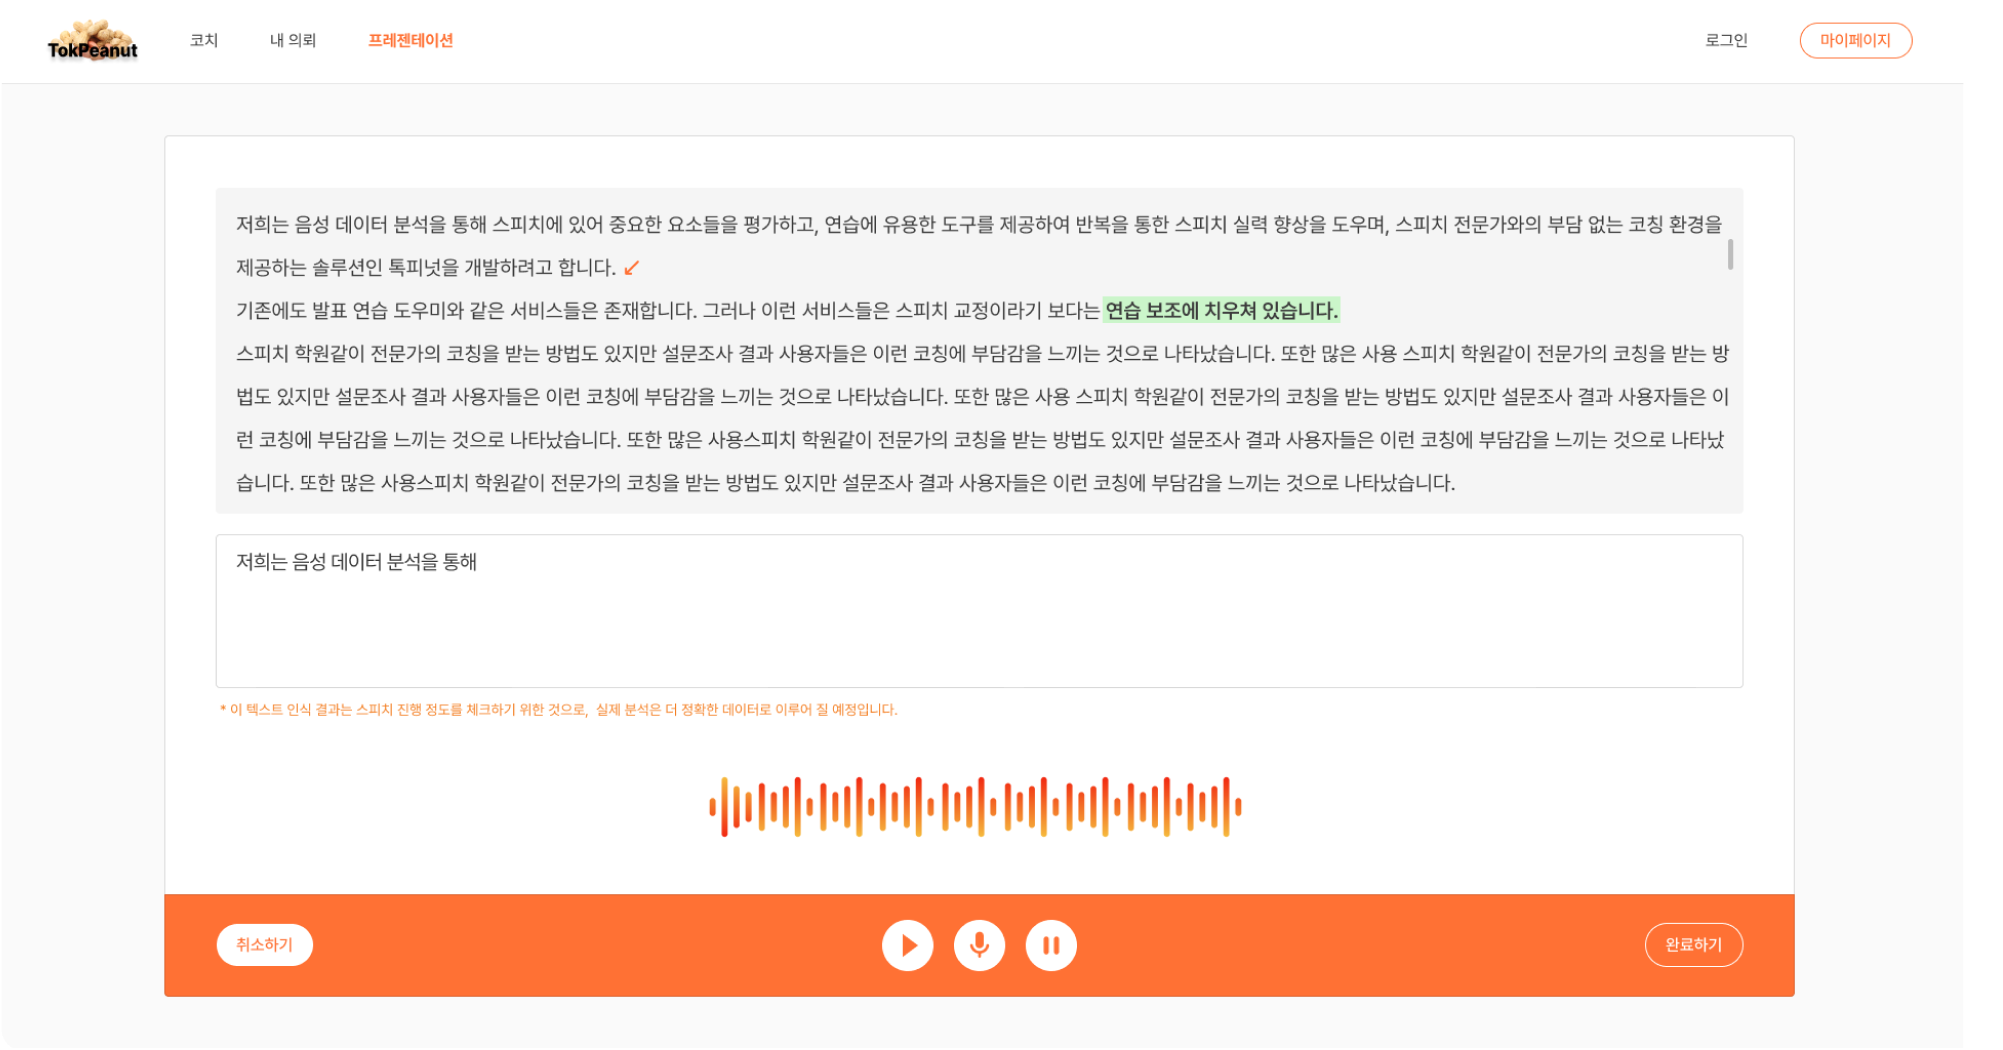 TokPeanut
코치
내 의뢰
프레젠테이션
로그인
마이페이지
저희는 음성 데이터 분석을 통해 스피치에 있어 중요한 요소들을 평가하고, 연습에 유용한 도구를 제공하여 반복을 통한 스피치 실력 향상을 도우며, 스피치 전문가와의 부담 없는 코칭 환경을
제공하는 솔루션인 톡피넛을 개발하려고 합니다. ↙
기존에도 발표 연습 도우미와 같은 서비스들은 존재합니다. 그러나 이런 서비스들은 스피치 교정이라기 보다는 연습 보조에 치우쳐 있습니다.
스피치 학원같이 전문가의 코칭을 받는 방법도 있지만 설문조사 결과 사용자들은 이런 코칭에 부담감을 느끼는 것으로 나타났습니다. 또한 많은 사용 스피치 학원같이 전문가의 코칭을 받는 방
법도 있지만 설문조사 결과 사용자들은 이런 코칭에 부담감을 느끼는 것으로 나타났습니다. 또한 많은 사용 스피치 학원같이 전문가의 코칭을 받는 방법도 있지만 설문조사 결과 사용자들은 이
런 코칭에 부담감을 느끼는 것으로 나타났습니다. 또한 많은 사용스피치 학원같이 전문가의 코칭을 받는 방법도 있지만 설문조사 결과 사용자들은 이런 코칭에 부담감을 느끼는 것으로 나타났
습니다. 또한 많은 사용스피치 학원같이 전문가의 코칭을 받는 방법도 있지만 설문조사 결과 사용자들은 이런 코칭에 부담감을 느끼는 것으로 나타났습니다.
저희는 음성 데이터 분석을 통해
* 이 텍스트 인식 결과는 스피치 진행 정도를 체크하기 위한 것으로, 실제 분석은 더 정확한 데이터로 이루어 질 예정입니다.
취소하기
완료하기